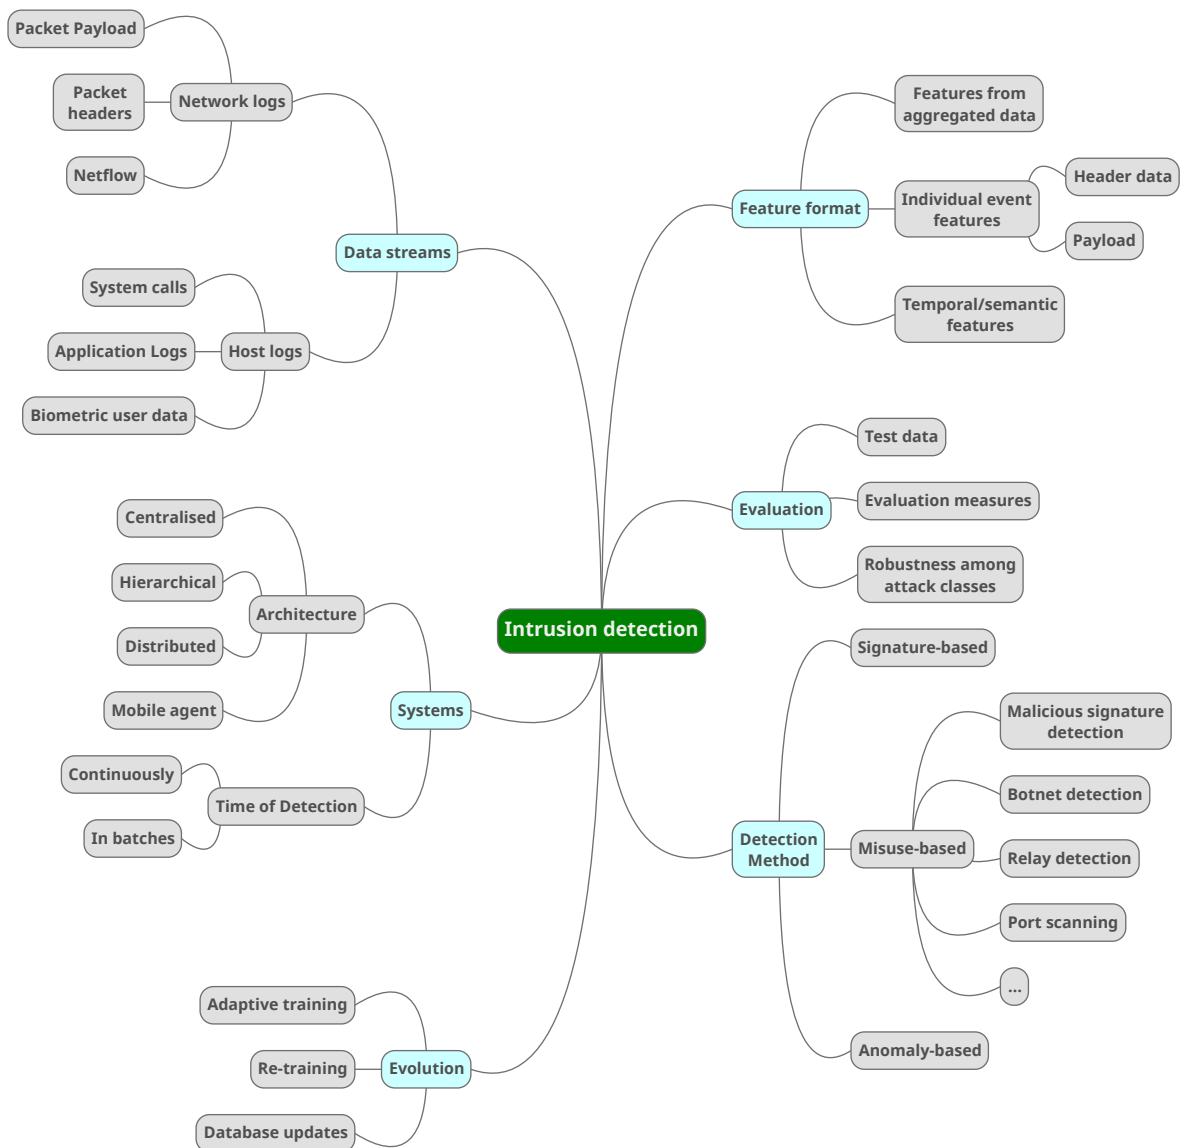 Packet Payload
Packet
headers
Network logs
Netflow
Data streams
System calls
Application Logs
Host logs
Biometric user data
Centralised
Hierarchical
Architecture
Distributed
Mobile agent
Systems
Continuously
Time of Detection
In batches
Adaptive training
Re-training
Evolution
Database updates
Intrusion detection
Features from
aggregated data
Feature format
Individual event
features
Header data
Payload
Temporal/semantic
features
Test data
Evaluation
Evaluation measures
Robustness among
attack classes
Signature-based
Detection
Method
Misuse-based
Malicious signature
detection
Botnet detection
Relay detection
Port scanning
...
Anomaly-based